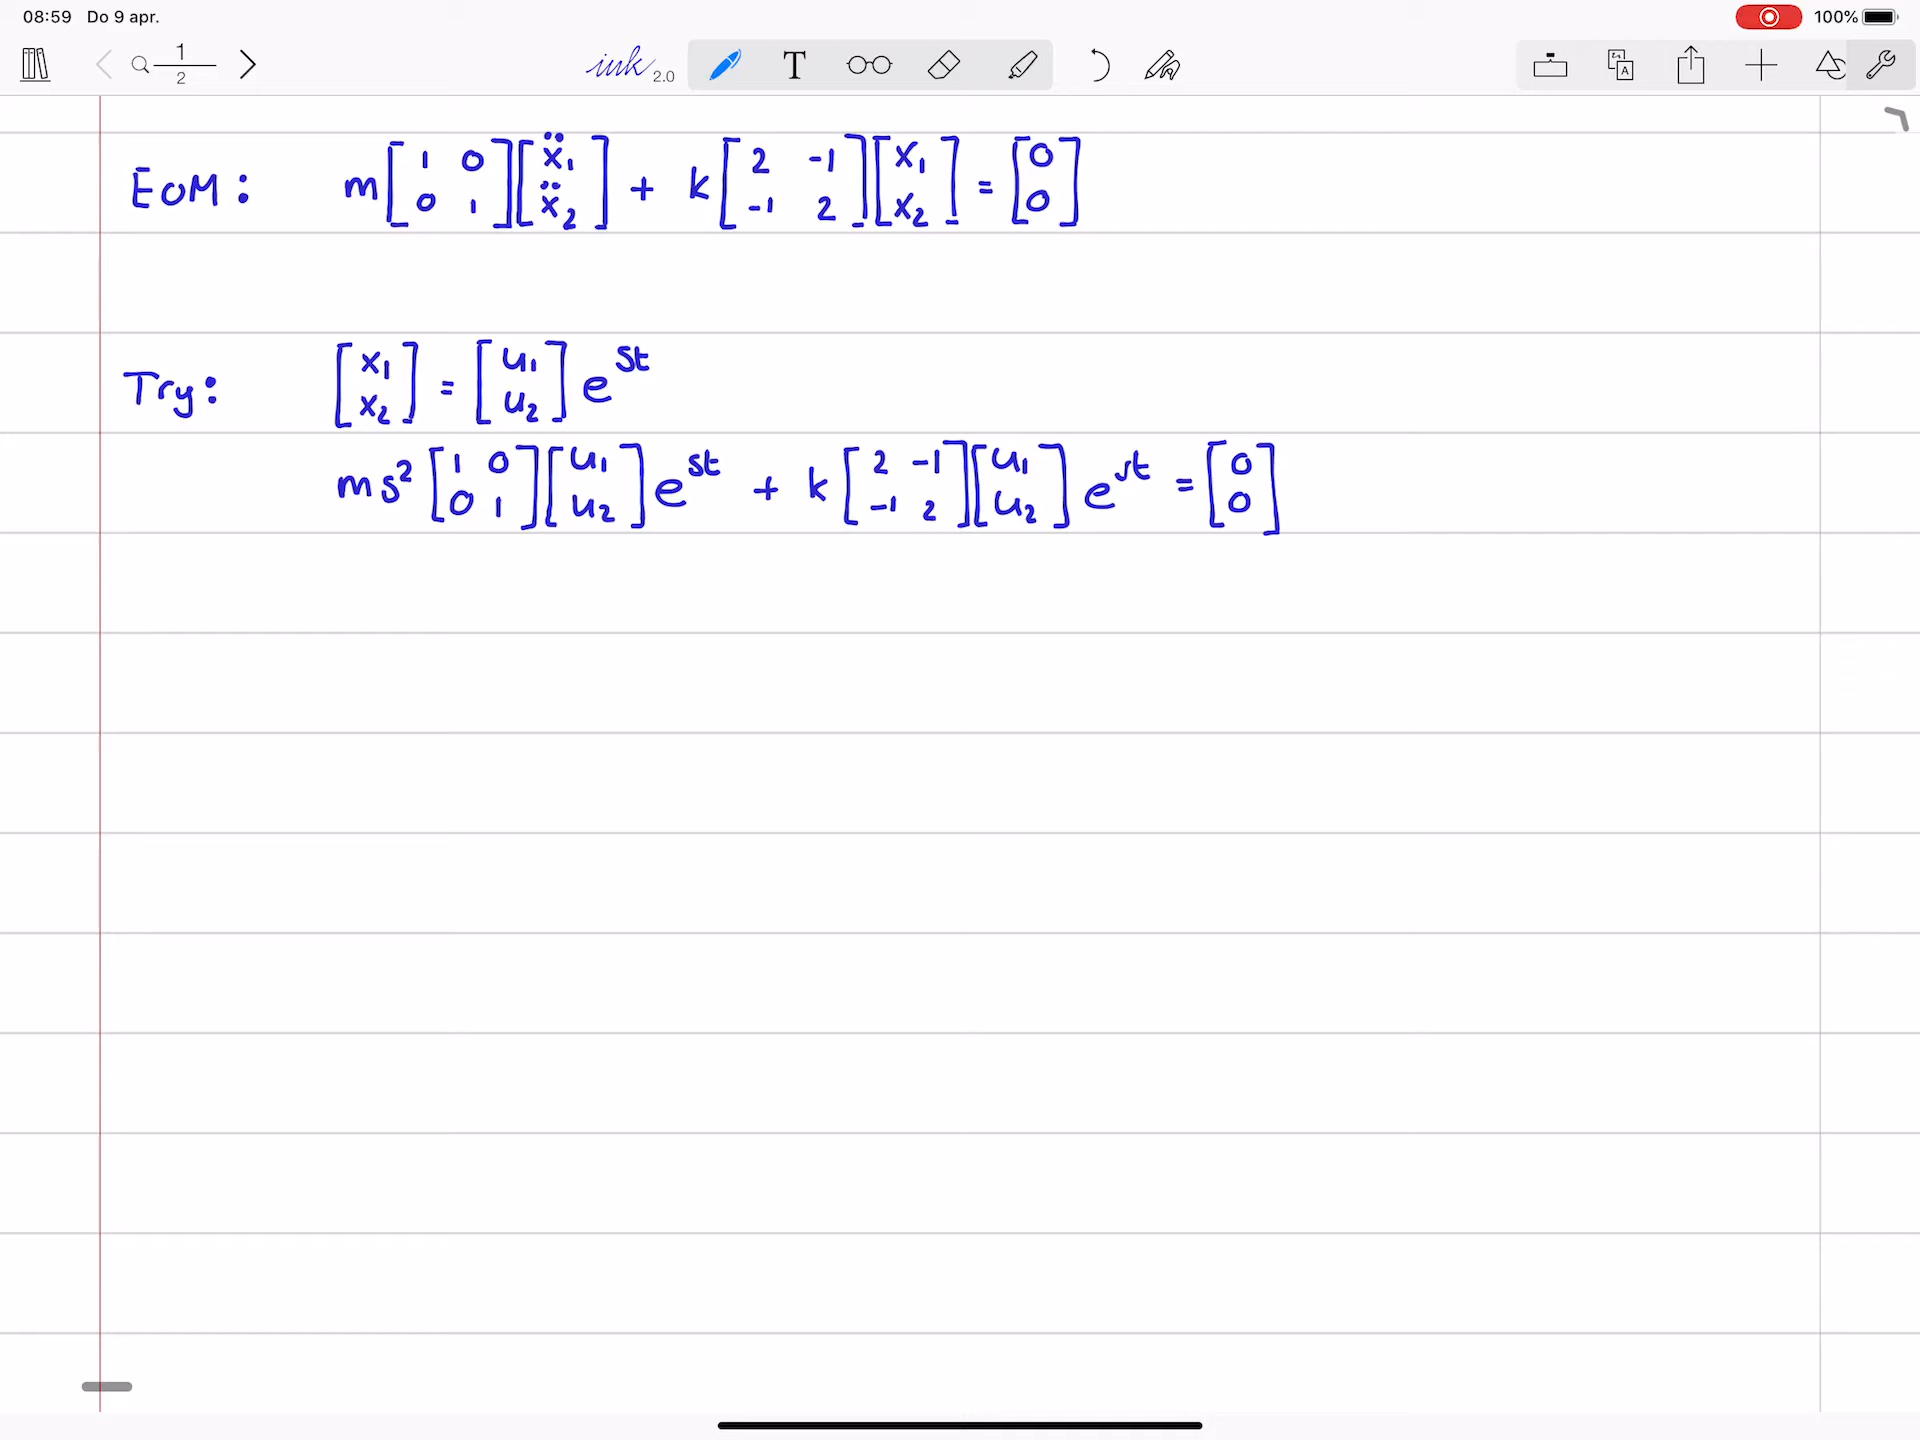 08:59 Do 9 apr. 100%
1
2
ink 2.0 T A
EoM: m [1 0; 0 1] [ẍ₁; ẍ₂] + k [2 -1; -1 2] [x₁; x₂] = [0; 0]
Try: [x₁; x₂] = [u₁; u₂] e^st
ms² [1 0; 0 1] [u₁; u₂] e^st + k [2 -1; -1 2] [u₁; u₂] e^st = [0; 0]